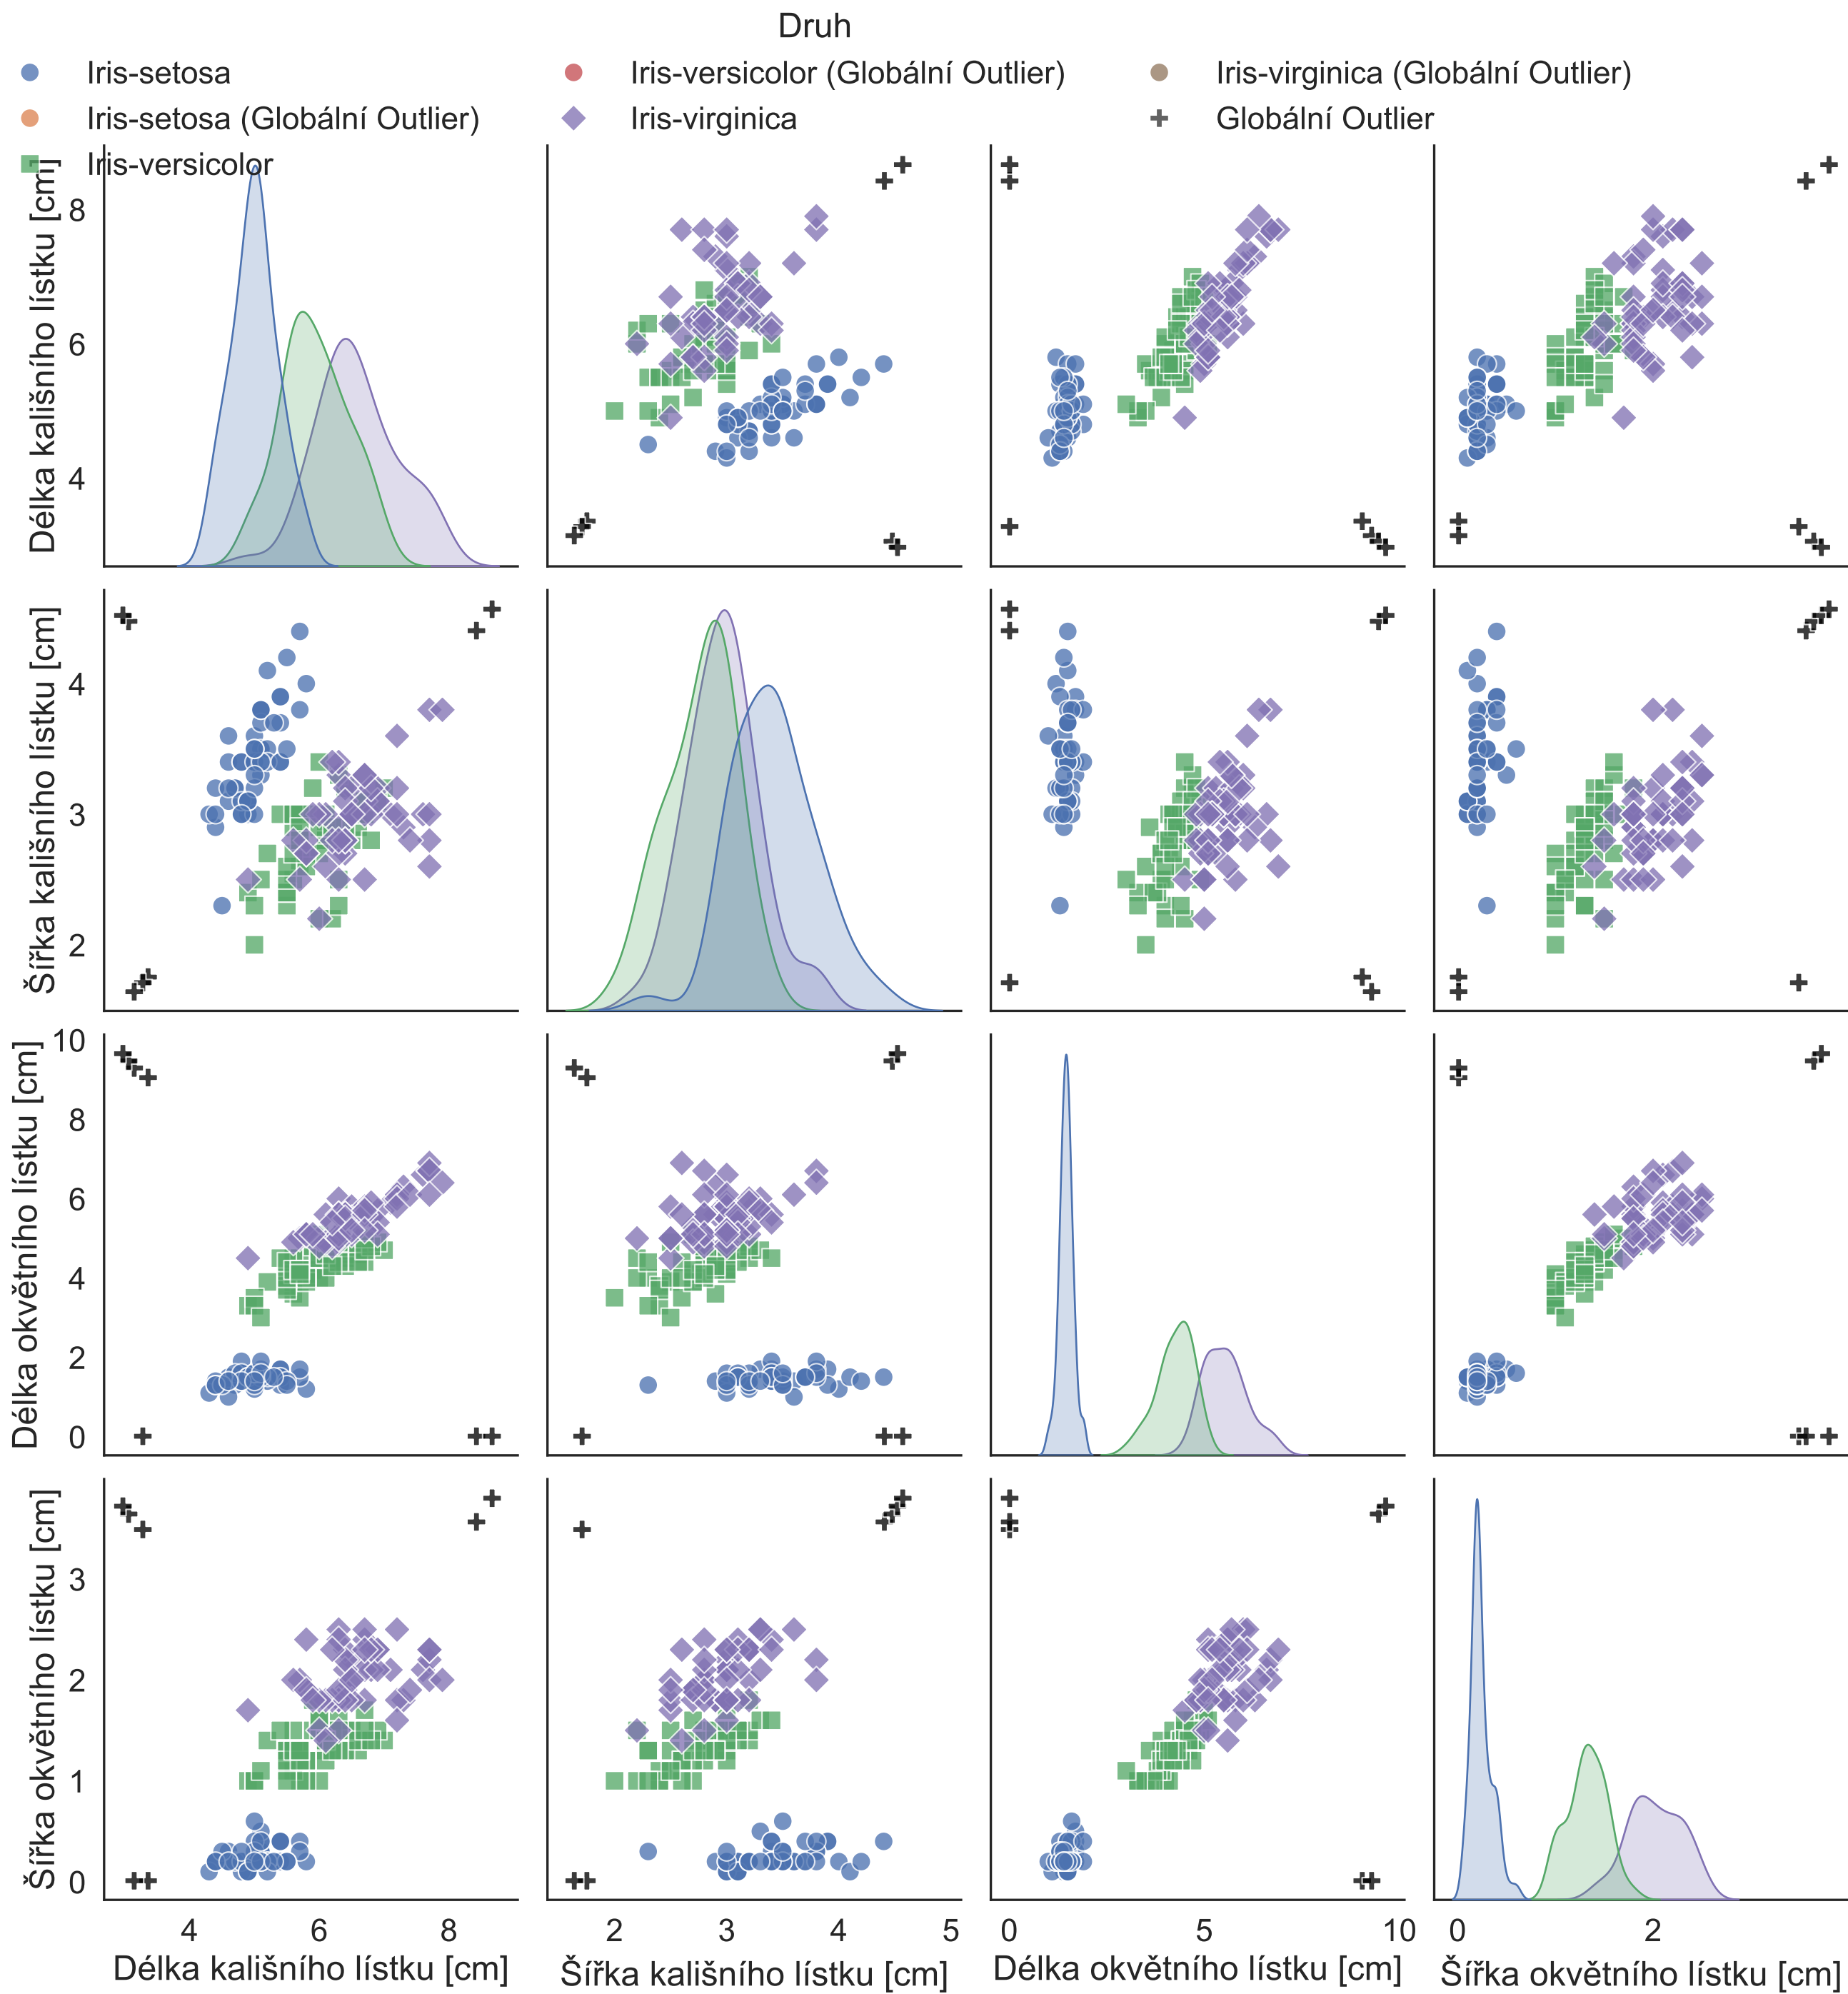 Druh
Iris-setosa
Iris-versicolor (Globální Outlier)
Iris-virginica (Globální Outlier)
Iris-setosa (Globální Outlier)
Iris-virginica
Globální Outlier
Iris-versicolor
Délka kališního lístku [cm]
8
6
4
Šířka kališního lístku [cm]
4
3
2
Délka okvětního lístku [cm]
10
8
6
4
2
0
Šířka okvětního lístku [cm]
3
2
1
0
4 6 8
2 3 4 5
0 5 10
0 2
Délka kališního lístku [cm]
Šířka kališního lístku [cm]
Délka okvětního lístku [cm]
Šířka okvětního lístku [cm]